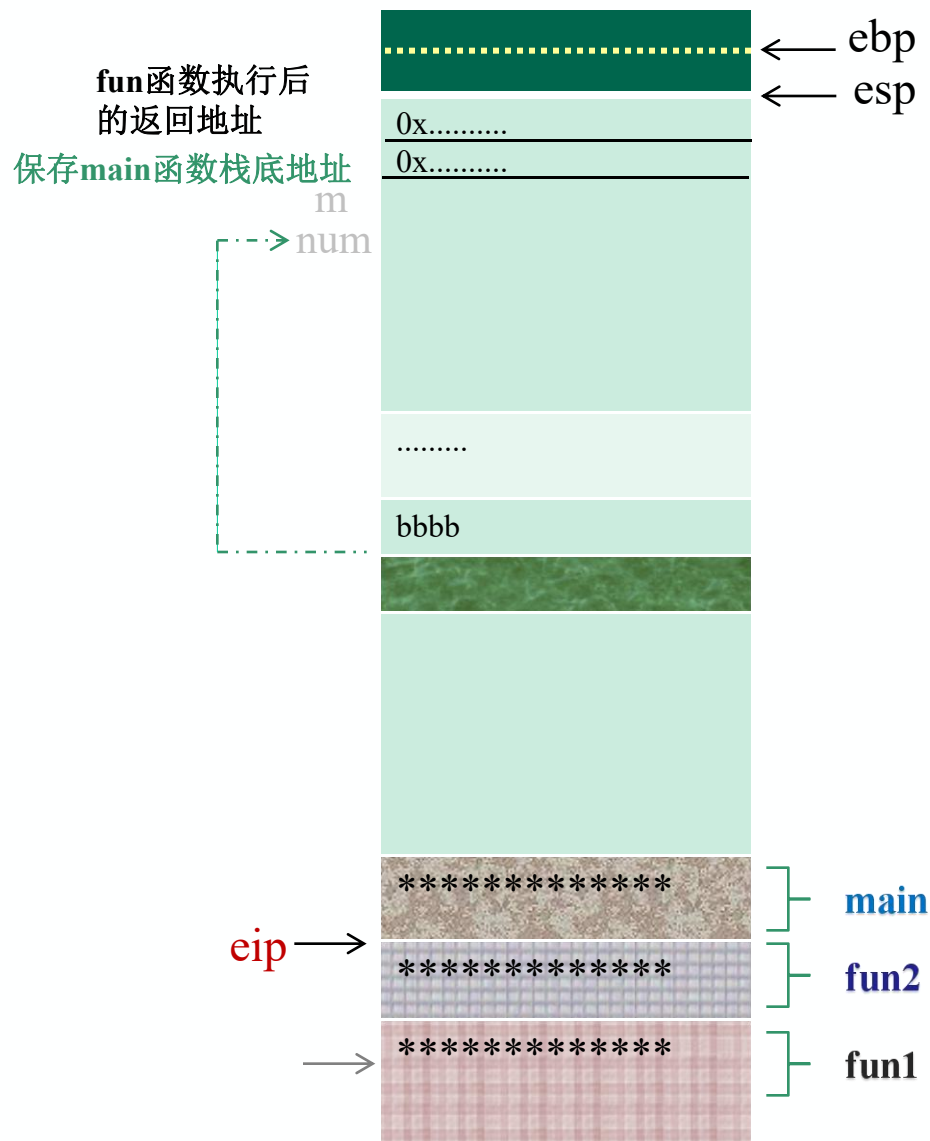 ebp
esp
fun函数执行后
的返回地址
0x..........
保存main函数栈底地址
0x..........
m
num
.........
bbbb
*************
main
eip
*************
fun2
*************
fun1